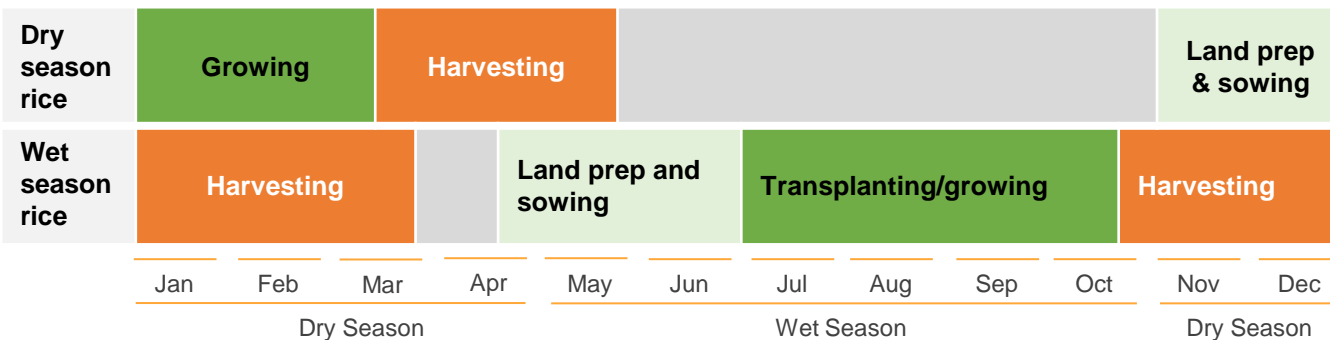 Dry
season
rice
Growing
Harvesting
Land prep
& sowing
Wet
season
rice
Harvesting
Land prep and
sowing
Transplanting/growing
Harvesting
Jan Feb Mar Apr May Jun Jul Aug Sep Oct Nov Dec
Dry Season Wet Season Dry Season